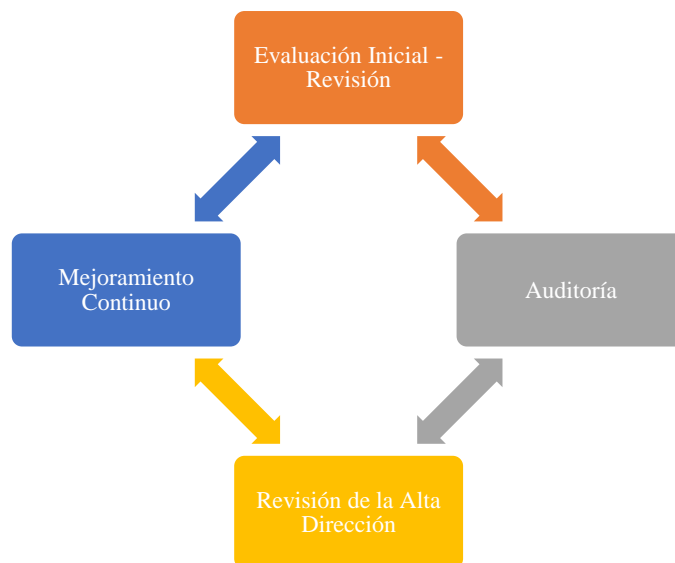 Evaluación Inicial -
Revisión
Mejoramiento
Continuo
Auditoría
Revisión de la Alta
Dirección